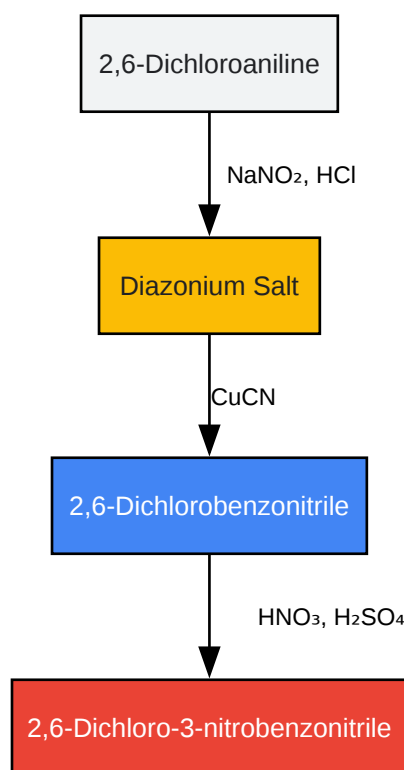 2,6-Dichloroaniline
NaNO₂, HCl
Diazonium Salt
CuCN
2,6-Dichlorobenzonitrile
HNO₃, H₂SO₄
2,6-Dichloro-3-nitrobenzonitrile